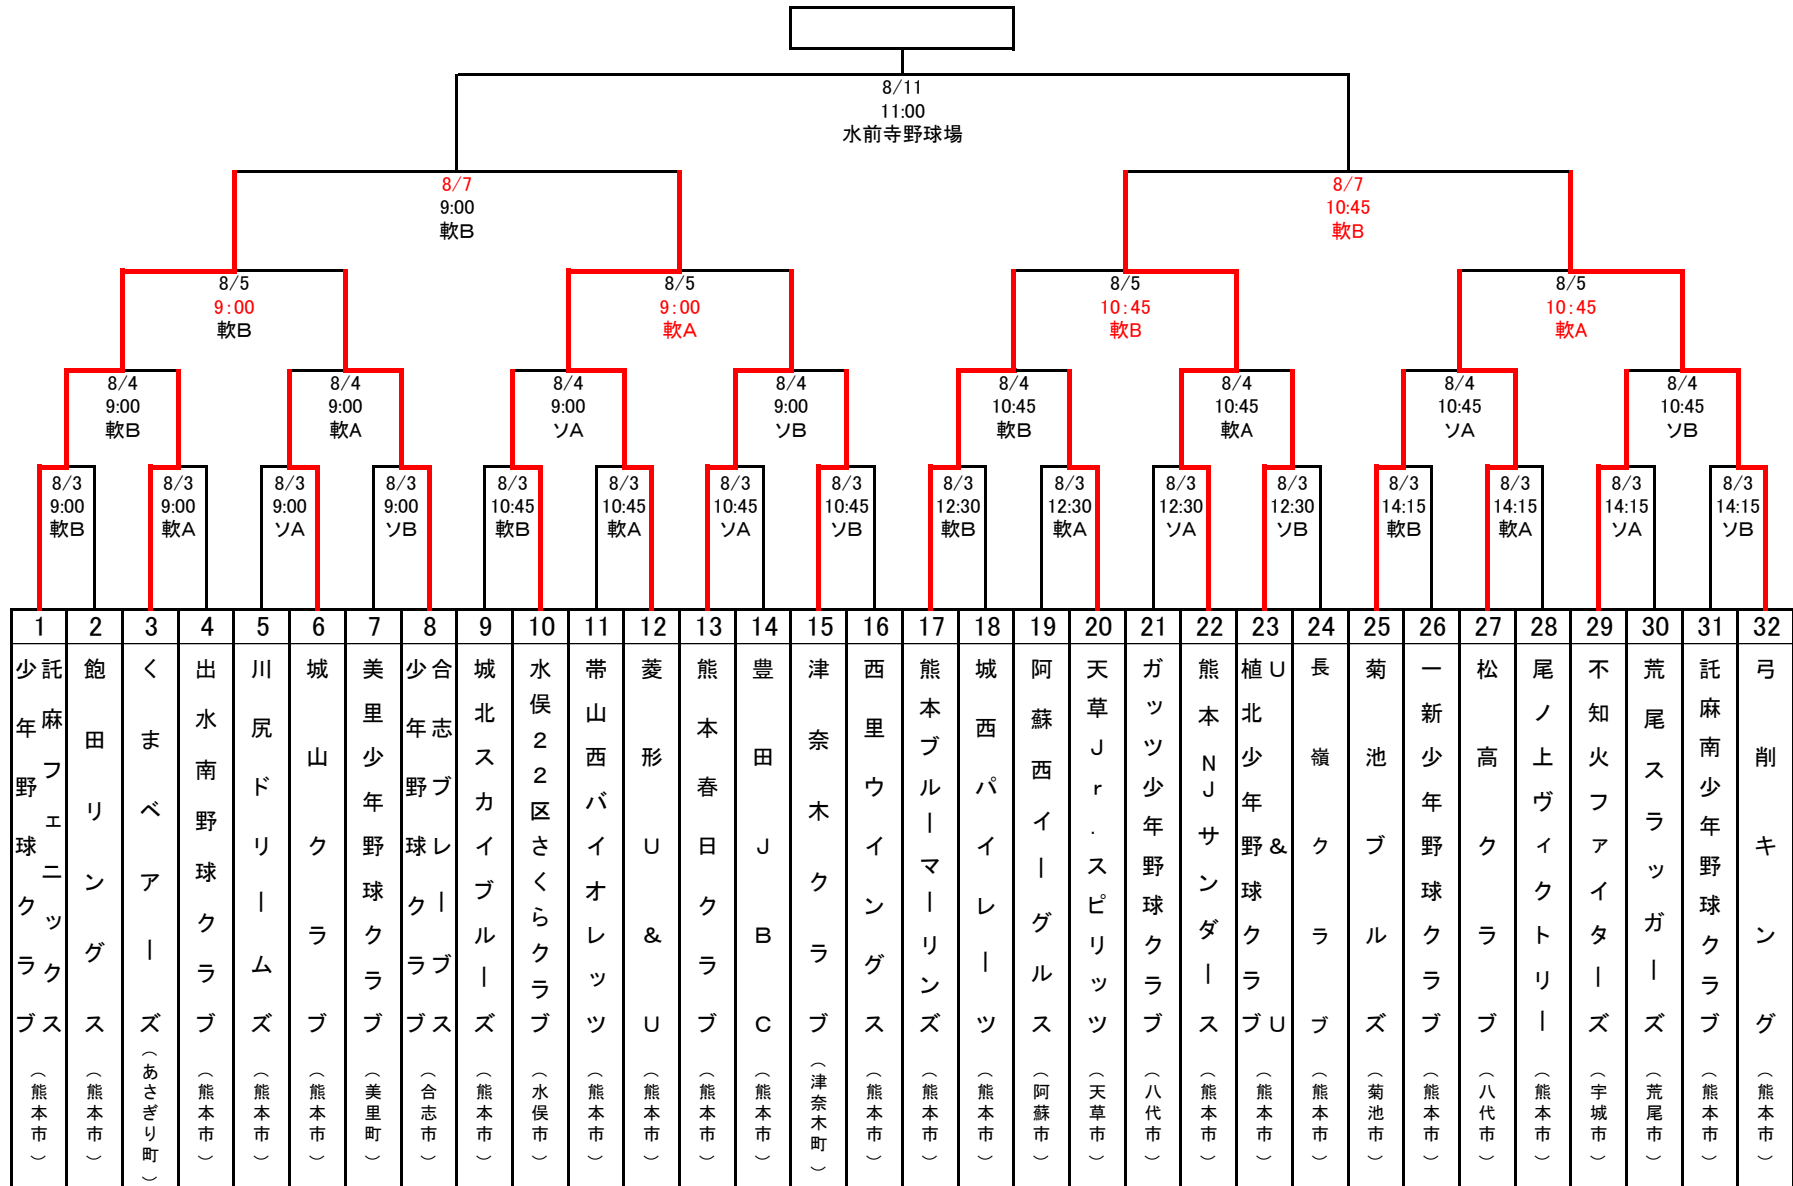 8/11
11:00
水前寺野球場
8/7
9:00
軟B
8/7
10:45
軟B
8/5
9:00
軟B
8/5
9:00
軟A
8/5
10:45
軟B
8/5
10:45
軟A
8/4
9:00
軟B
8/4
9:00
軟A
8/4
9:00
ソA
8/4
9:00
ソB
8/4
10:45
軟B
8/4
10:45
軟A
8/4
10:45
ソA
8/4
10:45
ソB
8/3
9:00
軟B
8/3
9:00
軟A
8/3
9:00
ソA
8/3
9:00
ソB
8/3
10:45
軟B
8/3
10:45
軟A
8/3
10:45
ソA
8/3
10:45
ソB
8/3
12:30
軟B
8/3
12:30
軟A
8/3
12:30
ソA
8/3
12:30
ソB
8/3
14:15
軟B
8/3
14:15
軟A
8/3
14:15
ソA
8/3
14:15
ソB
1
託麻フェニックス
少年野球クラブ
（熊本市）
2
飽田リングス
（熊本市）
3
くまベアーズ
（あさぎり町）
4
出水南野球クラブ
（熊本市）
5
川尻ドリームズ
（熊本市）
6
城山クラブ
（熊本市）
7
美里少年野球クラブ
（美里町）
8
合志ブレーブス
少年野球クラブ
（合志市）
9
城北スカイブルーズ
（熊本市）
10
水俣22区さくらクラブ
（水俣市）
11
帯山西バイオレッツ
（熊本市）
12
菱形U&U
（熊本市）
13
熊本春日クラブ
（熊本市）
14
豊田JBC
（熊本市）
15
津奈木クラブ
（津奈木町）
16
西里ウイングス
（熊本市）
17
熊本ブルーマーリンズ
（熊本市）
18
城西パイレーツ
（熊本市）
19
阿蘇西イーグルス
（阿蘇市）
20
天草Jr.スピリッツ
（天草市）
21
ガッツ少年野球クラブ
（八代市）
22
熊本NJサンダース
（熊本市）
23
U&U
植北少年野球クラブ
（熊本市）
24
長嶺クラブ
（熊本市）
25
菊池ブルズ
（菊池市）
26
一新少年野球クラブ
（熊本市）
27
松高クラブ
（八代市）
28
尾ノ上ヴィクトリー
（熊本市）
29
不知火ファイターズ
（宇城市）
30
荒尾スラッガーズ
（荒尾市）
31
託麻南少年野球クラブ
（熊本市）
32
弓削キング
（熊本市）